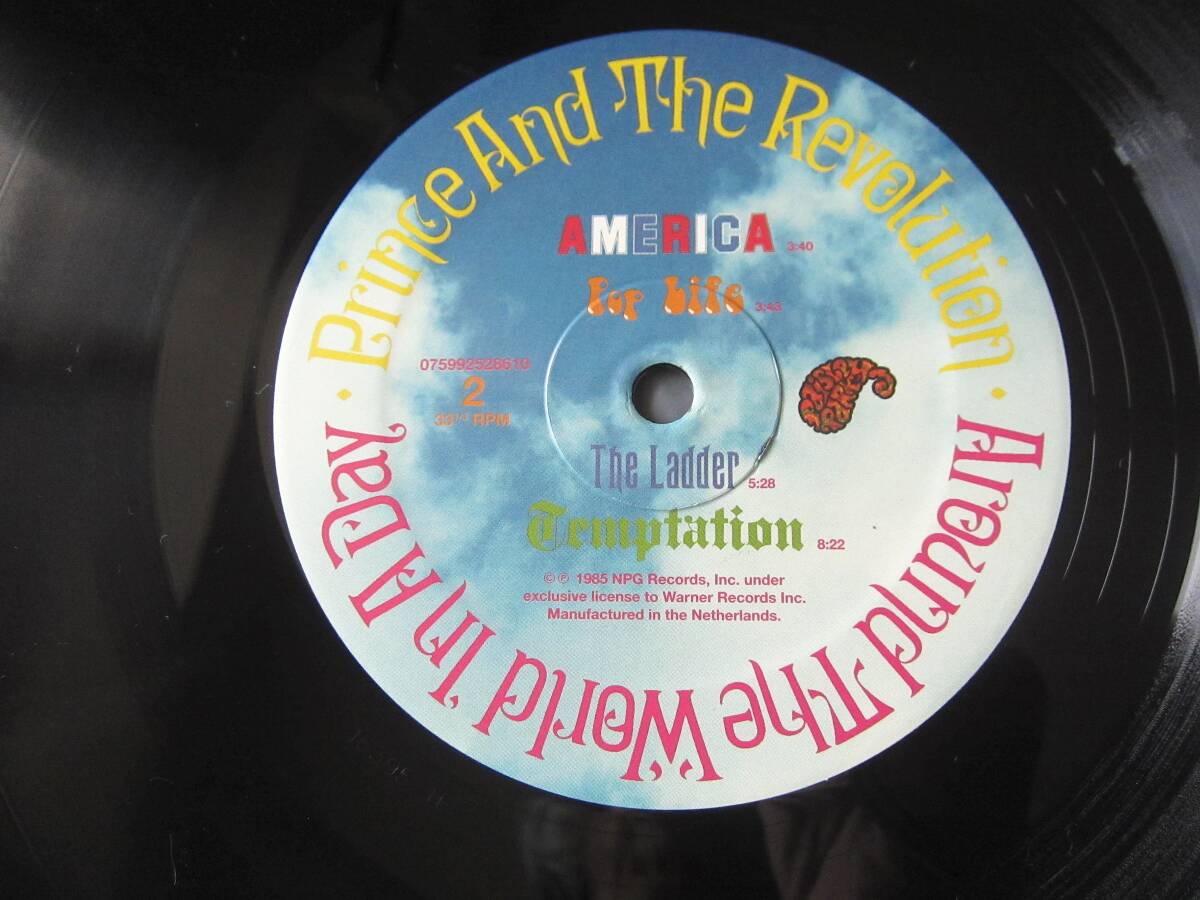 Prince And The Revolution
·
AMERICA 3:40
Pop Life 3:43
075992528610
2
33 1/3 RPM
PAISLEY PARK
The Ladder 5:28
Temptation 8:22
©℗ 1985 NPG Records, Inc. under
exclusive license to Warner Records Inc.
Manufactured in the Netherlands.
· Around The World In A Day